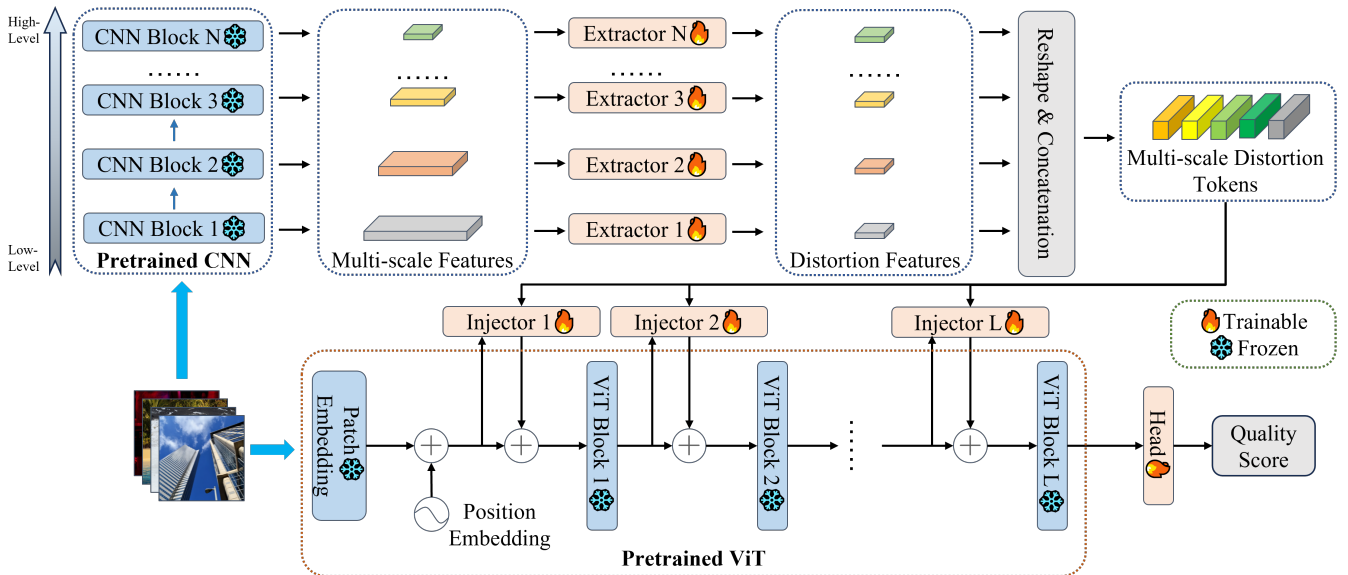 High-
Level
CNN Block N
......
CNN Block 3
CNN Block 2
CNN Block 1
Low-
Level
Pretrained CNN
......
Multi-scale Features
Extractor N
......
Extractor 3
Extractor 2
Extractor 1
......
Distortion Features
Reshape & Concatenation
Multi-scale Distortion
Tokens
Injector 1
Injector 2
Injector L
Trainable
Frozen
Patch
Embedding
Position
Embedding
ViT Block 1
ViT Block 2
......
ViT Block L
Head
Quality
Score
Pretrained ViT